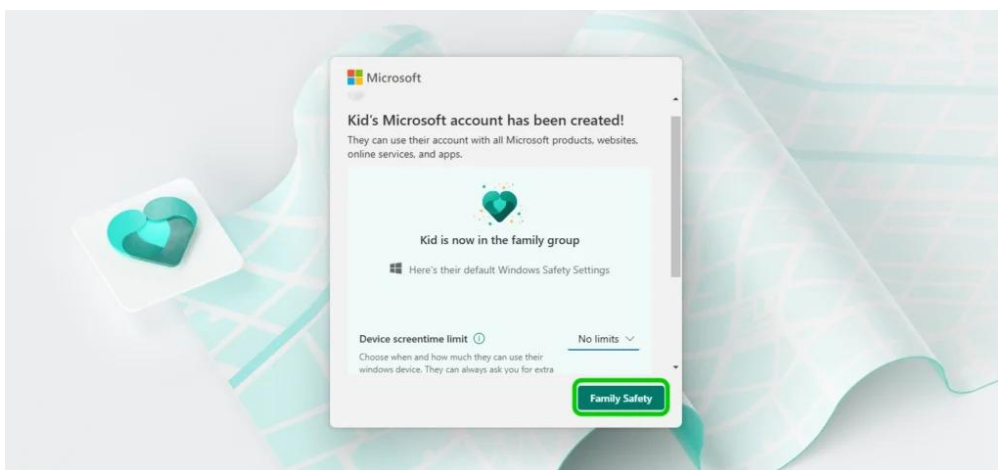 Microsoft
Kid's Microsoft account has been created!
They can use their account with all Microsoft products, websites,
online services, and apps.
Kid is now in the family group
Here's their default Windows Safety Settings
Device screentime limit
No limits
Choose when and how much they can use their
windows device. They can always ask you for extra
Family Safety